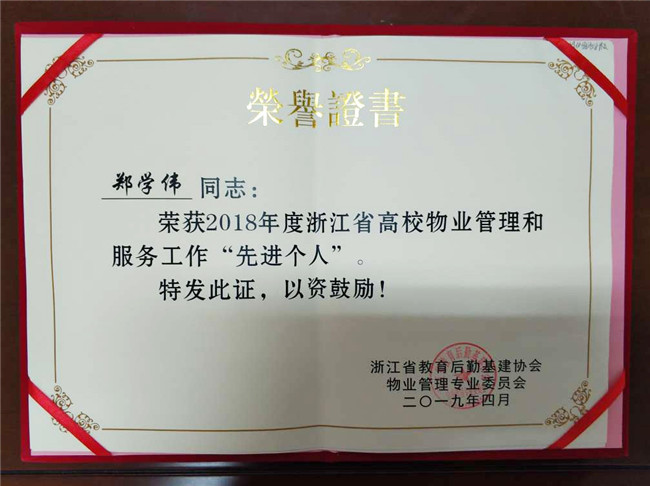 榮譽證書
郑学伟 同志：
荣获2018年度浙江省高校物业管理和
服务工作“先进个人”。
特发此证，以资鼓励！
浙江省教育后勤基建协会
物业管理专业委员会
二〇一九年四月